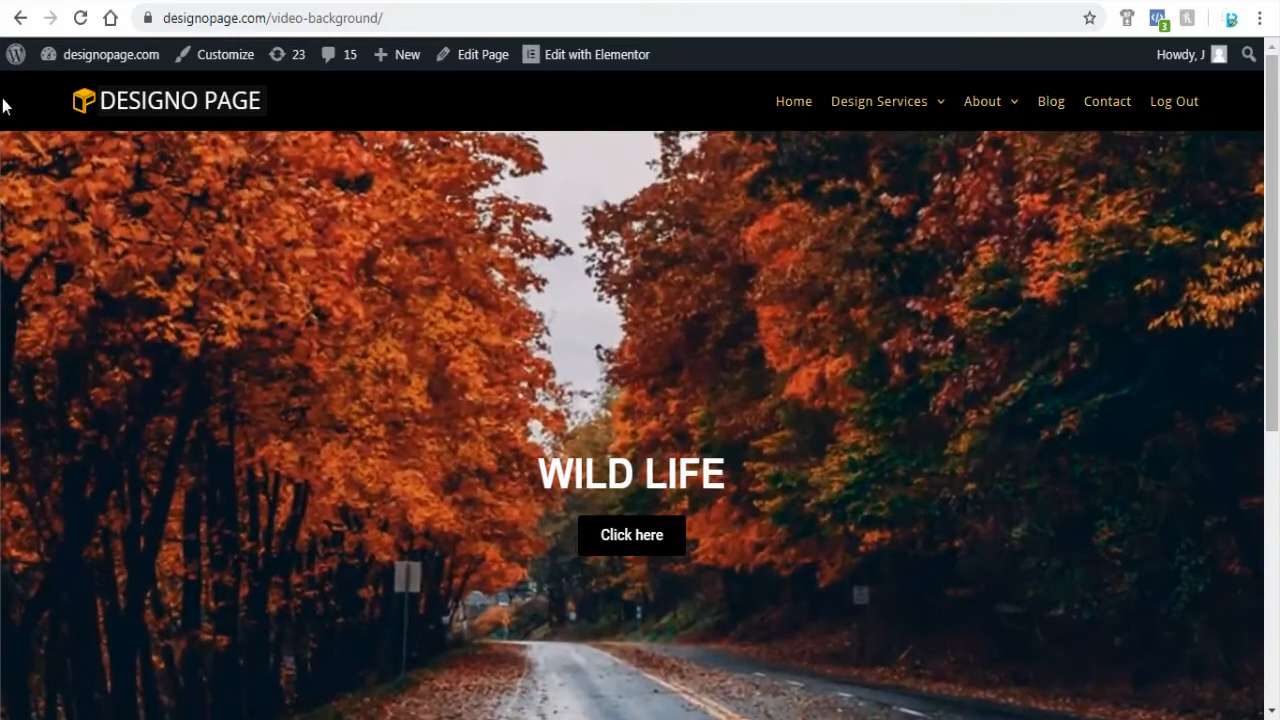 designopage.com/video-background/
3
designopage.com Customize 23 15 New Edit Page Edit with Elementor Howdy, J
DESIGNO PAGE Home Design Services About Blog Contact Log Out
WILD LIFE
Click here